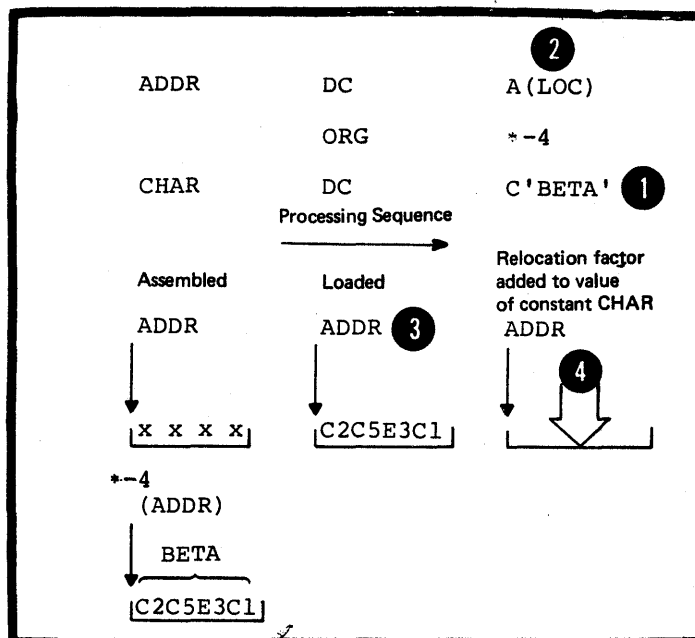 2
ADDR DC A(LOC)
ORG *-4
CHAR DC C'BETA' 1
Processing Sequence
Relocation factor
added to value
of constant CHAR
Assembled Loaded
ADDR ADDR 3 ADDR
4
x x x x C2C5E3C1
*-4
(ADDR)
BETA
C2C5E3C1